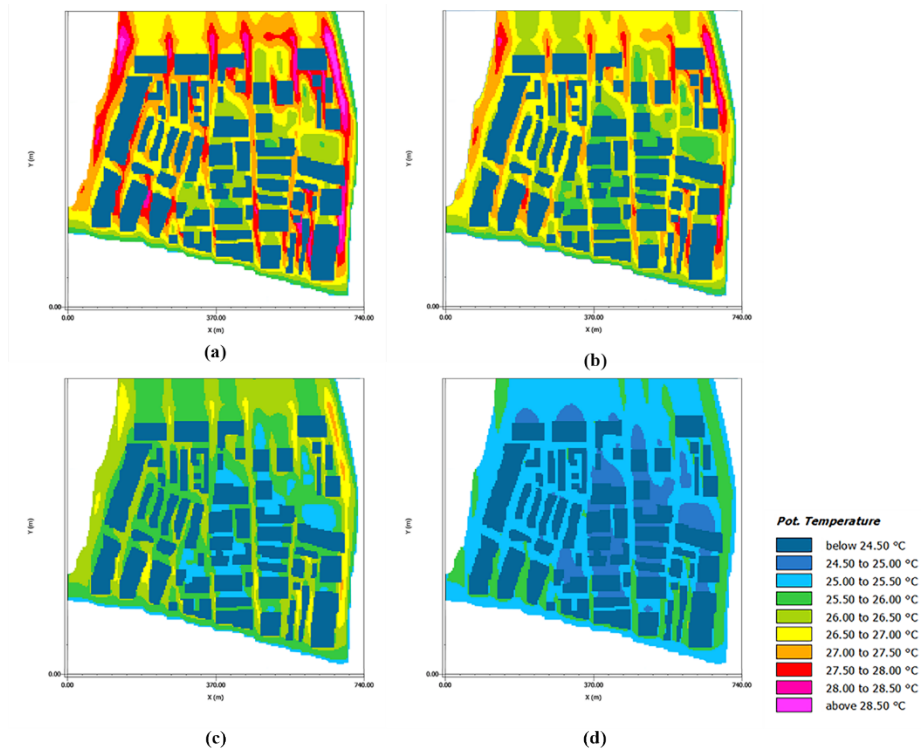 Y (m)
0.00
0.00
370.00
740.00
X (m)
(a)
Y (m)
0.00
0.00
370.00
740.00
X (m)
(b)
Y (m)
0.00
0.00
370.00
740.00
X (m)
(c)
Y (m)
0.00
0.00
370.00
740.00
X (m)
(d)
Pot. Temperature
below 24.50 °C
24.50 to 25.00 °C
25.00 to 25.50 °C
25.50 to 26.00 °C
26.00 to 26.50 °C
26.50 to 27.00 °C
27.00 to 27.50 °C
27.50 to 28.00 °C
28.00 to 28.50 °C
above 28.50 °C